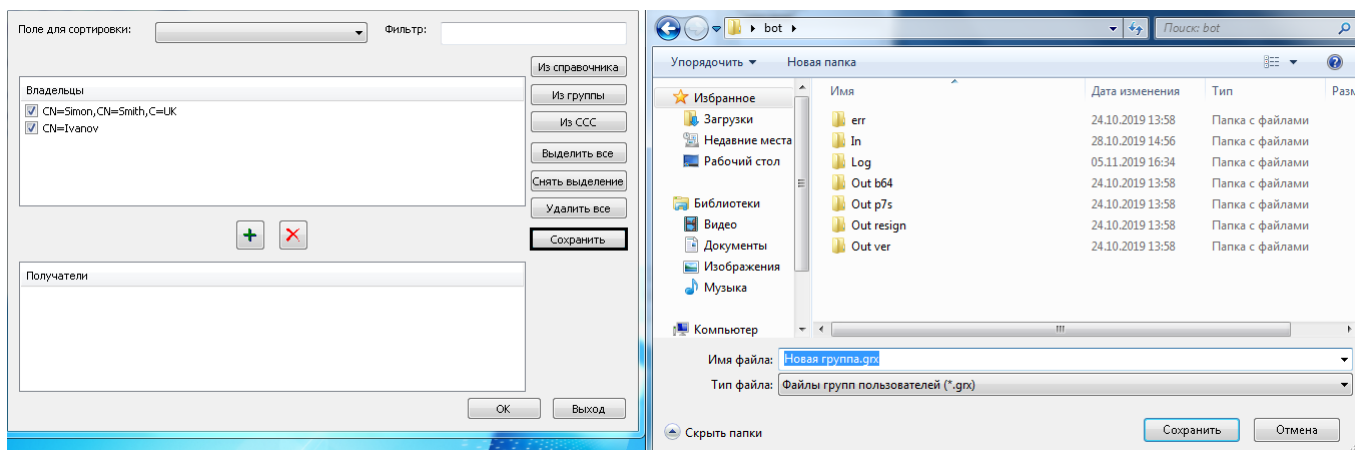 Поле для сортировки:
Фильтр:
Из справочника
Владельцы
Из группы
CN=Simon,CN=Smith,C=UK
CN=Ivanov
Из ССС
Выделить все
Снять выделение
Удалить все
Сохранить
Получатели
ОК
Выход
bot
Поиск: bot
Упорядочить
Новая папка
Избранное
Загрузки
Недавние места
Рабочий стол
Библиотеки
Видео
Документы
Изображения
Музыка
Компьютер
Имя Дата изменения Тип
err 24.10.2019 13:58 Папка с файлами
In 28.10.2019 14:56 Папка с файлами
Log 05.11.2019 16:34 Папка с файлами
Out b64 24.10.2019 13:58 Папка с файлами
Out p7s 24.10.2019 13:58 Папка с файлами
Out resign 24.10.2019 13:58 Папка с файлами
Out ver 24.10.2019 13:58 Папка с файлами
Имя файла: Новая группа.grx
Тип файла: Файлы групп пользователей (*.grx)
Скрыть папки
Сохранить
Отмена